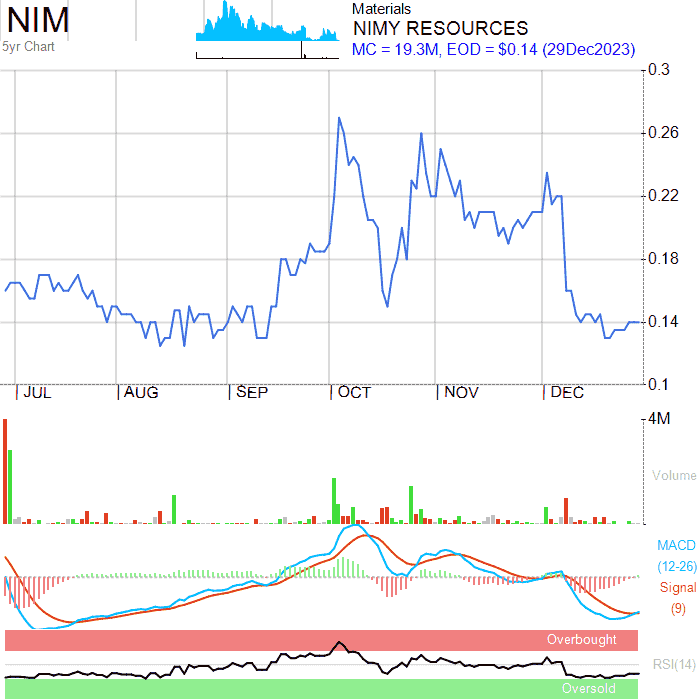 NIM
5yr Chart
Materials
NIMY RESOURCES
MC = 19.3M, EOD = $0.14 (29Dec2023)
0.3
0.26
0.22
0.18
0.14
0.1
JUL AUG SEP OCT NOV DEC
4M
Volume
MACD
(12-26)
Signal
(9)
Overbought
RSI(14)
Oversold